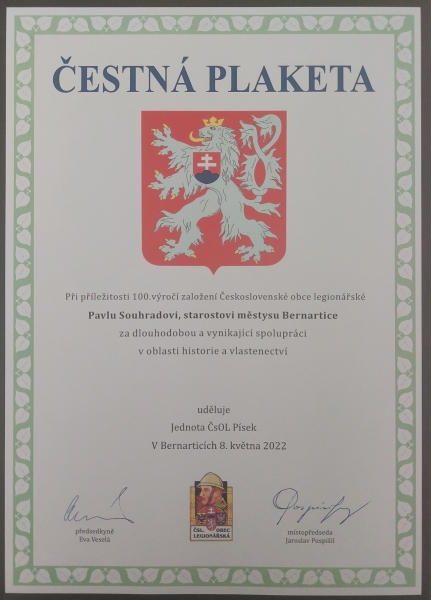 ČESTNÁ PLAKETA
Při příležitosti 100.výročí založení Československé obce legionářské
Pavlu Souhradovi, starostovi městysu Bernartice
za dlouhodobou a vynikající spolupráci
v oblasti historie a vlastenectví
uděluje
Jednota ČsOL Písek
V Bernarticích 8. května 2022
předsedkyně
Eva Veselá
ČSL. OBEC
LEGIONÁŘSKÁ
místopředseda
Jaroslav Pospíšil